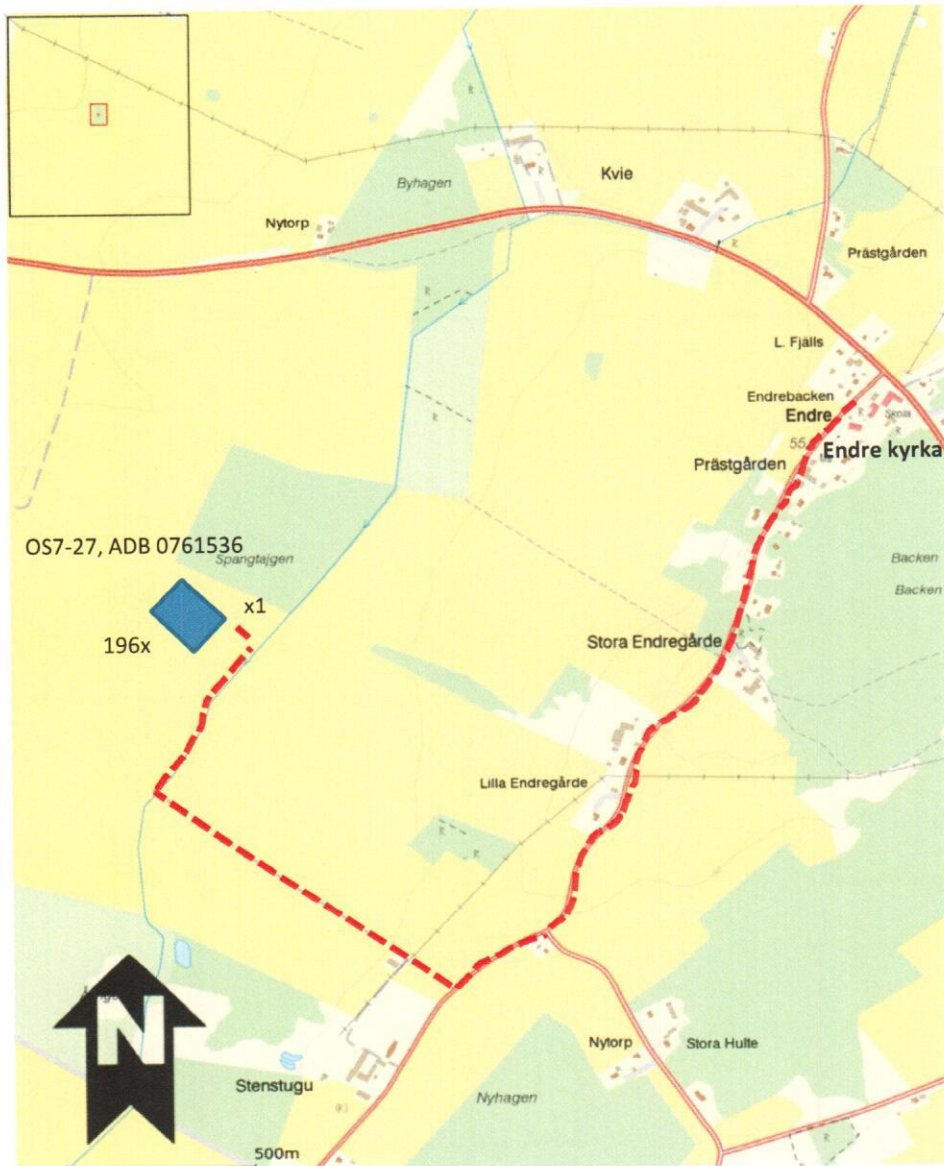 R
Byhagen
R
Kvie
Nytorp
R
Prästgården
R
L. Fjälls
Endrebacken
Endre
Skola
R
R
55
Endre kyrka
Prästgården
OS7-27, ADB 0761536
Spangtajgen
Backen
Backen
x1
196x
Stora Endregårde
Lilla Endregårde
R
R
N
Nytorp
Stora Hulte
Stenstugu
Nyhagen
R
500m